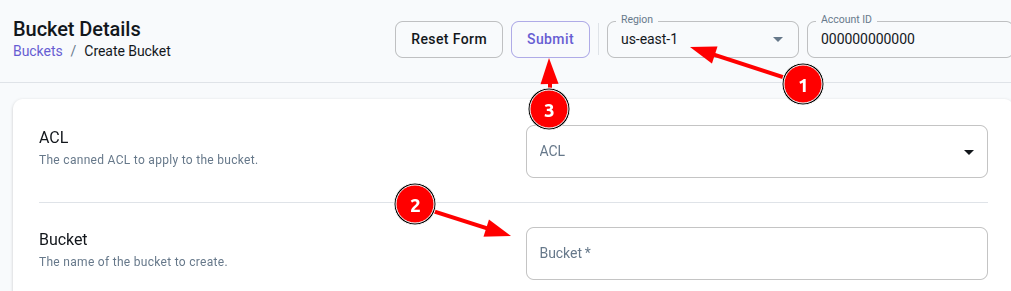 Bucket Details
Buckets / Create Bucket
Reset Form
Submit
Region
us-east-1
Account ID
000000000000
1
3
ACL
The canned ACL to apply to the bucket.
ACL
2
Bucket
The name of the bucket to create.
Bucket *